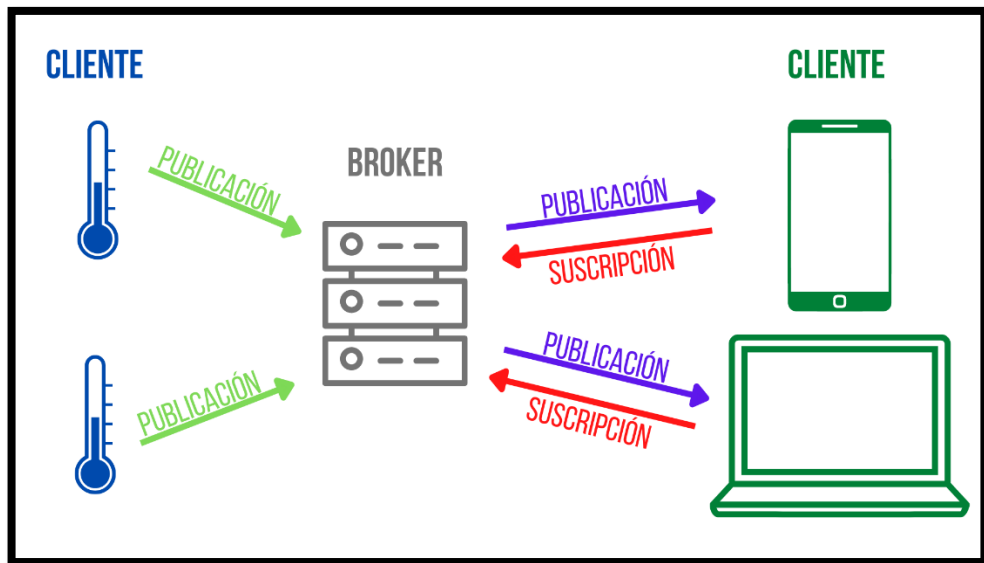 CLIENTE
CLIENTE
BROKER
PUBLICACIÓN
PUBLICACIÓN
SUSCRIPCIÓN
PUBLICACIÓN
PUBLICACIÓN
SUSCRIPCIÓN